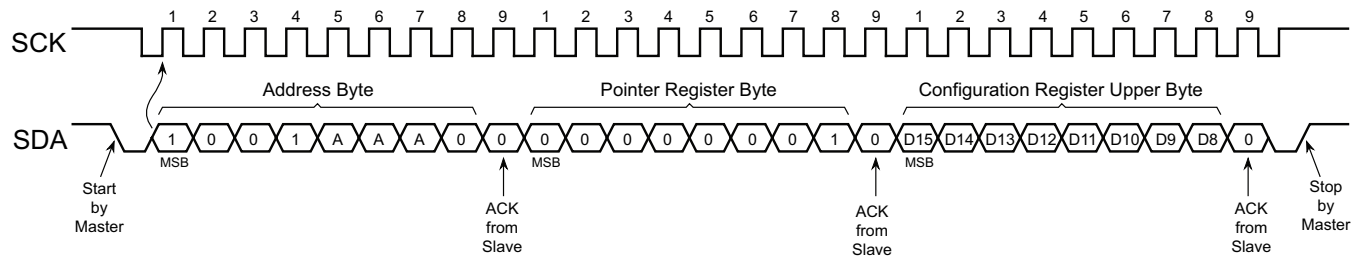 1 2 3 4 5 6 7 8 9 1 2 3 4 5 6 7 8 9 1 2 3 4 5 6 7 8 9
SCK
Address Byte Pointer Register Byte Configuration Register Upper Byte
SDA 1 0 0 1 A A A 0 0 0 0 0 0 0 0 0 1 0 D15 D14 D13 D12 D11 D10 D9 D8 0
MSB MSB MSB
Start
by
Master
ACK
from
Slave
ACK
from
Slave
ACK
from
Slave
Stop
by
Master